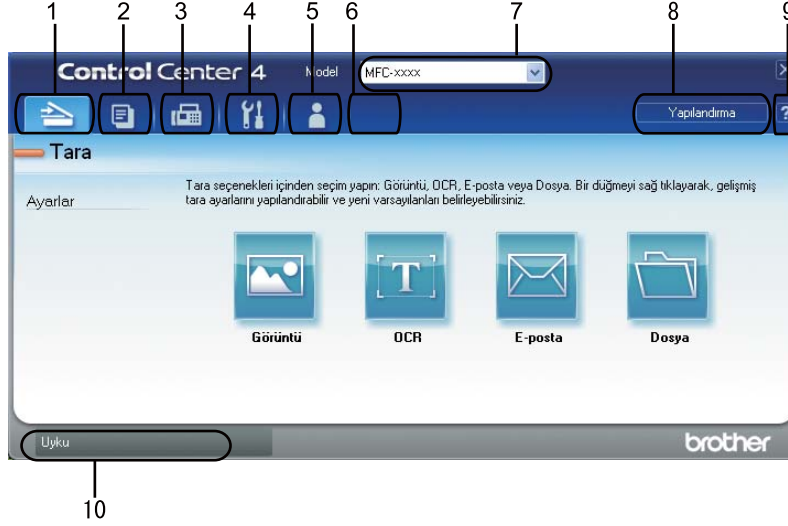 1 2 3 4 5 6 7 8 9
Control Center 4 Model MFC-xxxx
Yapılandırma ?
Tara
Ayarlar
Tara seçenekleri içinden seçim yapın: Görüntü, OCR, E-posta veya Dosya. Bir düğmeyi sağ tıklayarak, gelişmiş
tara ayarlarını yapılandırabilir ve yeni varsayılanları belirleyebilirsiniz.
T
Görüntü OCR E-posta Dosya
Uyku brother
10